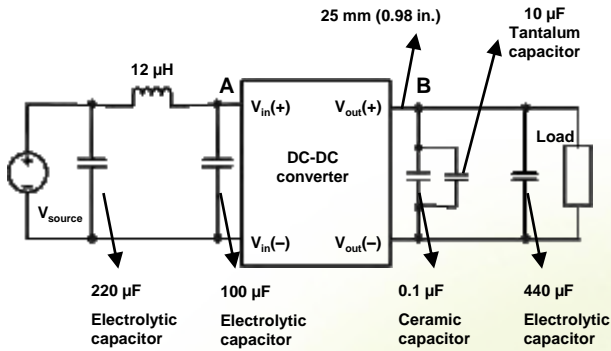 25 mm (0.98 in.)
10 µF
Tantalum
capacitor
12 µH
A
B
Vin(+)
Vout(+)
DC-DC
converter
Load
Vsource
Vin(–)
Vout(–)
220 µF
Electrolytic
capacitor
100 µF
Electrolytic
capacitor
0.1 µF
Ceramic
capacitor
440 µF
Electrolytic
capacitor